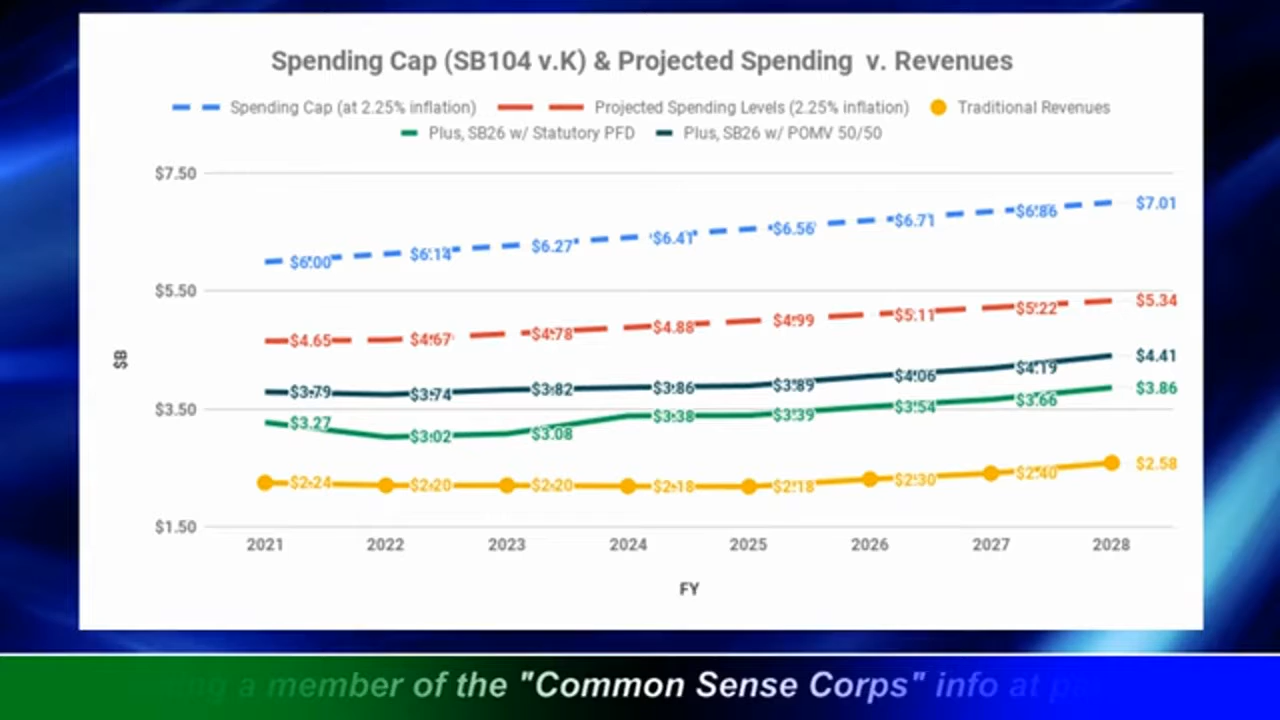 Spending Cap (SB104 v.K) & Projected Spending v. Revenues
Spending Cap (at 2.25% inflation) Projected Spending Levels (2.25% inflation) Traditional Revenues
Plus, SB26 w/ Statutory PFD Plus, SB26 w/ POMV 50/50
$7.50
$6.00 $6.14 $6.27 $6.41 $6.56 $6.71 $6.86 $7.01
$5.50
$4.65 $4.67 $4.78 $4.88 $4.99 $5.11 $5.22 $5.34
$B
$3.79 $3.74 $3.82 $3.86 $3.89 $4.06 $4.19 $4.41
$3.50
$3.27 $3.02 $3.08 $3.38 $3.39 $3.54 $3.66 $3.86
$2.24 $2.20 $2.20 $2.18 $2.18 $2.30 $2.40 $2.58
$1.50
2021 2022 2023 2024 2025 2026 2027 2028
FY
a member of the "Common Sense Corps" info at